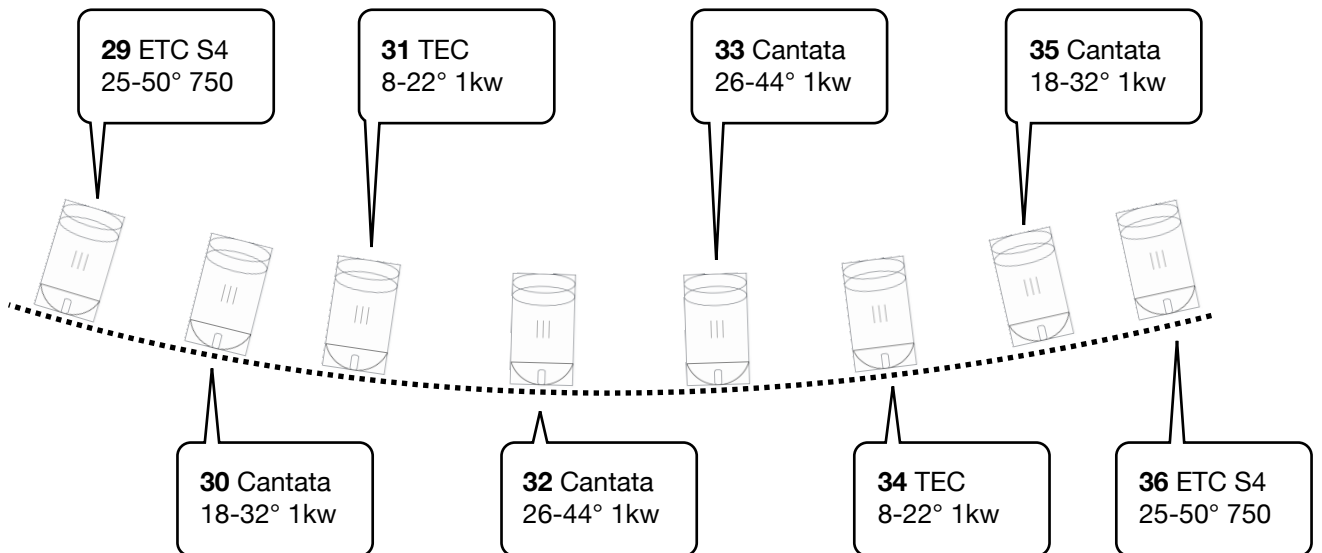 29 ETC S4
25-50° 750
31 TEC
8-22° 1kw
33 Cantata
26-44° 1kw
35 Cantata
18-32° 1kw
30 Cantata
18-32° 1kw
32 Cantata
26-44° 1kw
34 TEC
8-22° 1kw
36 ETC S4
25-50° 750